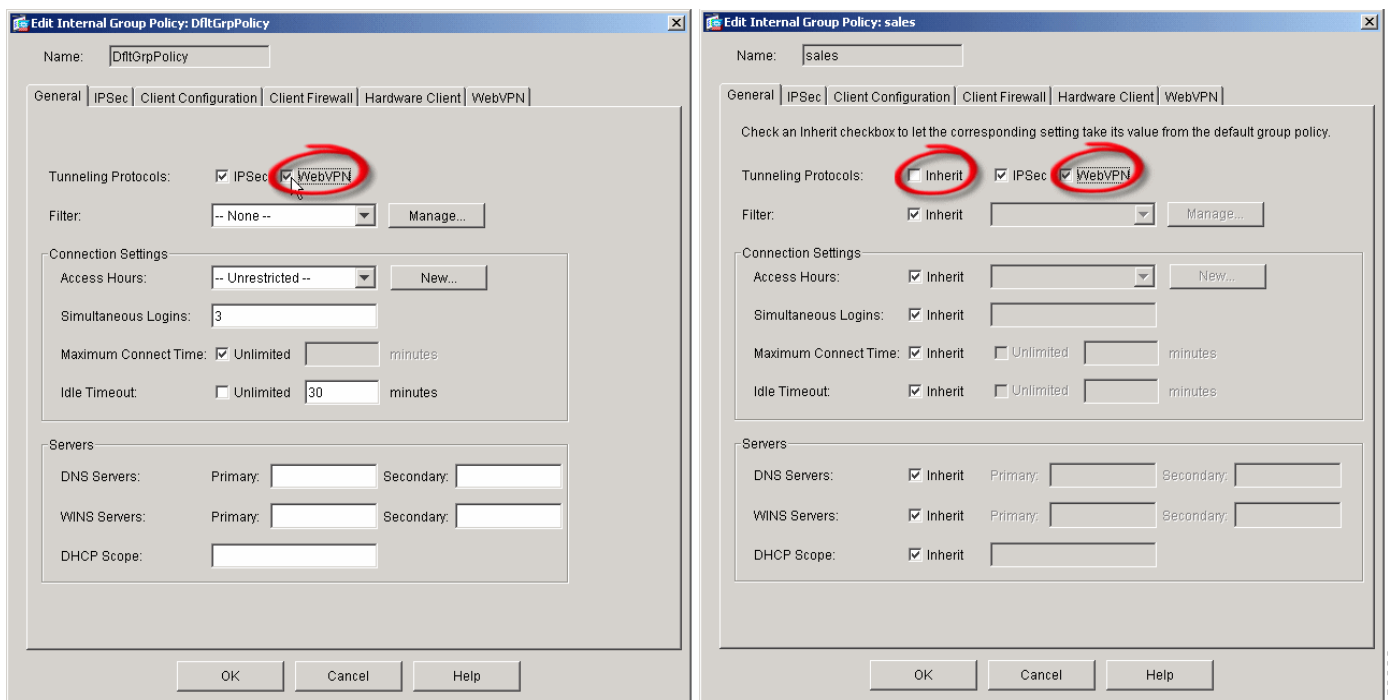 Edit Internal Group Policy: DfltGrpPolicy
Name: DfltGrpPolicy
General IPSec Client Configuration Client Firewall Hardware Client WebVPN
Tunneling Protocols: IPSec WebVPN
Filter: -- None -- Manage...
Connection Settings
Access Hours: -- Unrestricted -- New...
Simultaneous Logins: 3
Maximum Connect Time: Unlimited minutes
Idle Timeout: Unlimited 30 minutes
Servers
DNS Servers: Primary: Secondary:
WINS Servers: Primary: Secondary:
DHCP Scope:
OK Cancel Help
Edit Internal Group Policy: sales
Name: sales
General IPSec Client Configuration Client Firewall Hardware Client WebVPN
Check an Inherit checkbox to let the corresponding setting take its value from the default group policy.
Tunneling Protocols: Inherit IPSec WebVPN
Filter: Inherit Manage...
Connection Settings
Access Hours: Inherit New...
Simultaneous Logins: Inherit
Maximum Connect Time: Inherit Unlimited minutes
Idle Timeout: Inherit Unlimited minutes
Servers
DNS Servers: Inherit Primary: Secondary:
WINS Servers: Inherit Primary: Secondary:
DHCP Scope: Inherit
OK Cancel Help